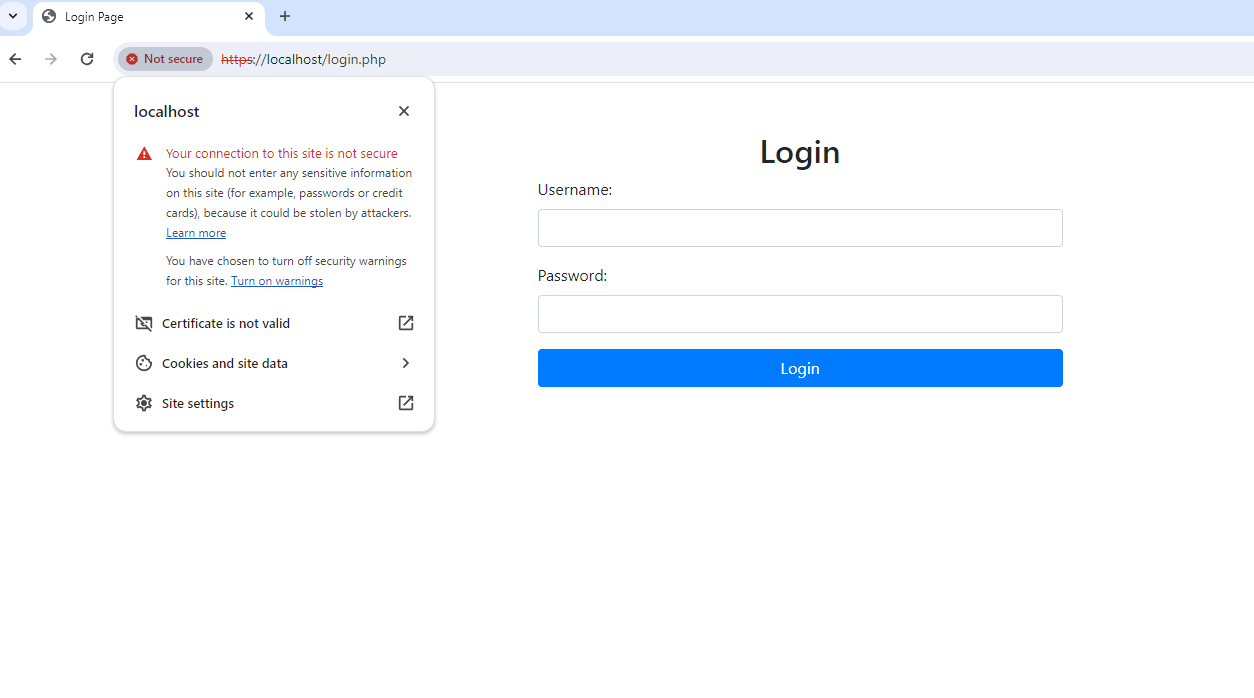 Login Page
Not secure https://localhost/login.php
localhost
Your connection to this site is not secure
You should not enter any sensitive information
on this site (for example, passwords or credit
cards), because it could be stolen by attackers.
Learn more
You have chosen to turn off security warnings
for this site. Turn on warnings
Certificate is not valid
Cookies and site data
Site settings
Login
Username:
Password:
Login